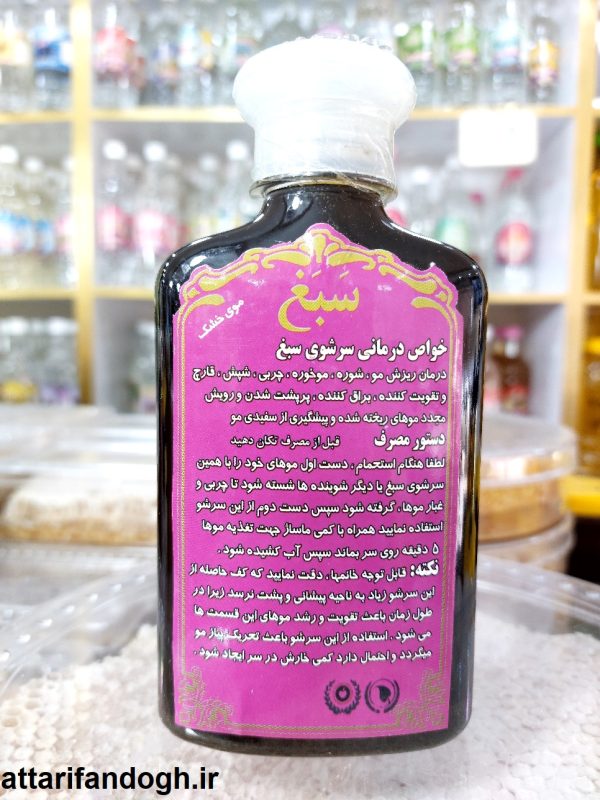 سَبَغ
موی خشک
خواص درمانی سرشوی سبغ
درمان ریزش مو ، شوره ، موخوره ، چربی ، شپش ، قارچ
و تقویت کننده ، براق کننده ، پرپشت شدن و رویش
مجدد موهای ریخته شده و پیشگیری از سفیدی مو
دستور مصرف قبل از مصرف تکان دهید
لطفا هنگام استحمام ، دست اول موهای خود را با همین
سرشوی سبغ یا دیگر شوینده ها شسته شود تا چربی و
غبار موها ، گرفته شود سپس دست دوم از این سرشو
استفاده نمایید همراه با کمی ماساژ جهت تغذیه موها
۵ دقیقه روی سر بماند سپس آب کشیده شود .
نکته: قابل توجه خانمها ، دقت نمایید که کف حاصله از
این سرشو زیاد به ناحیه پیشانی و پشت نرسد زیرا در
طول زمان باعث تقویت و رشد موهای این قسمت ها
می شود . استفاده از این سرشو باعث تحریک پیاز مو
میگردد و احتمال دارد کمی خارش در سر ایجاد شود .
attarifandogh.ir